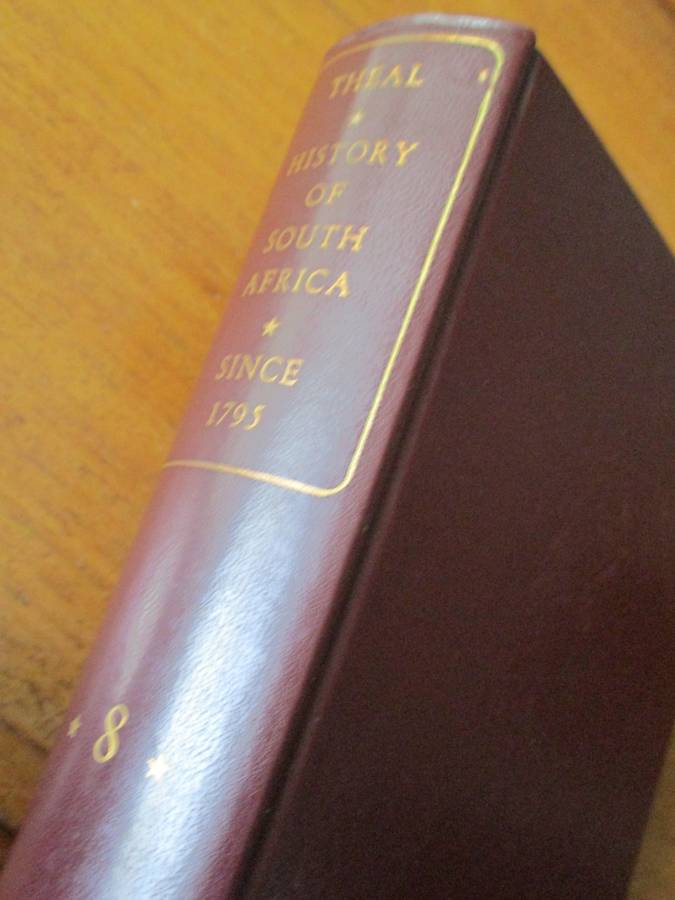 THEAL
HISTORY
OF
SOUTH
AFRICA
SINCE
1795
8